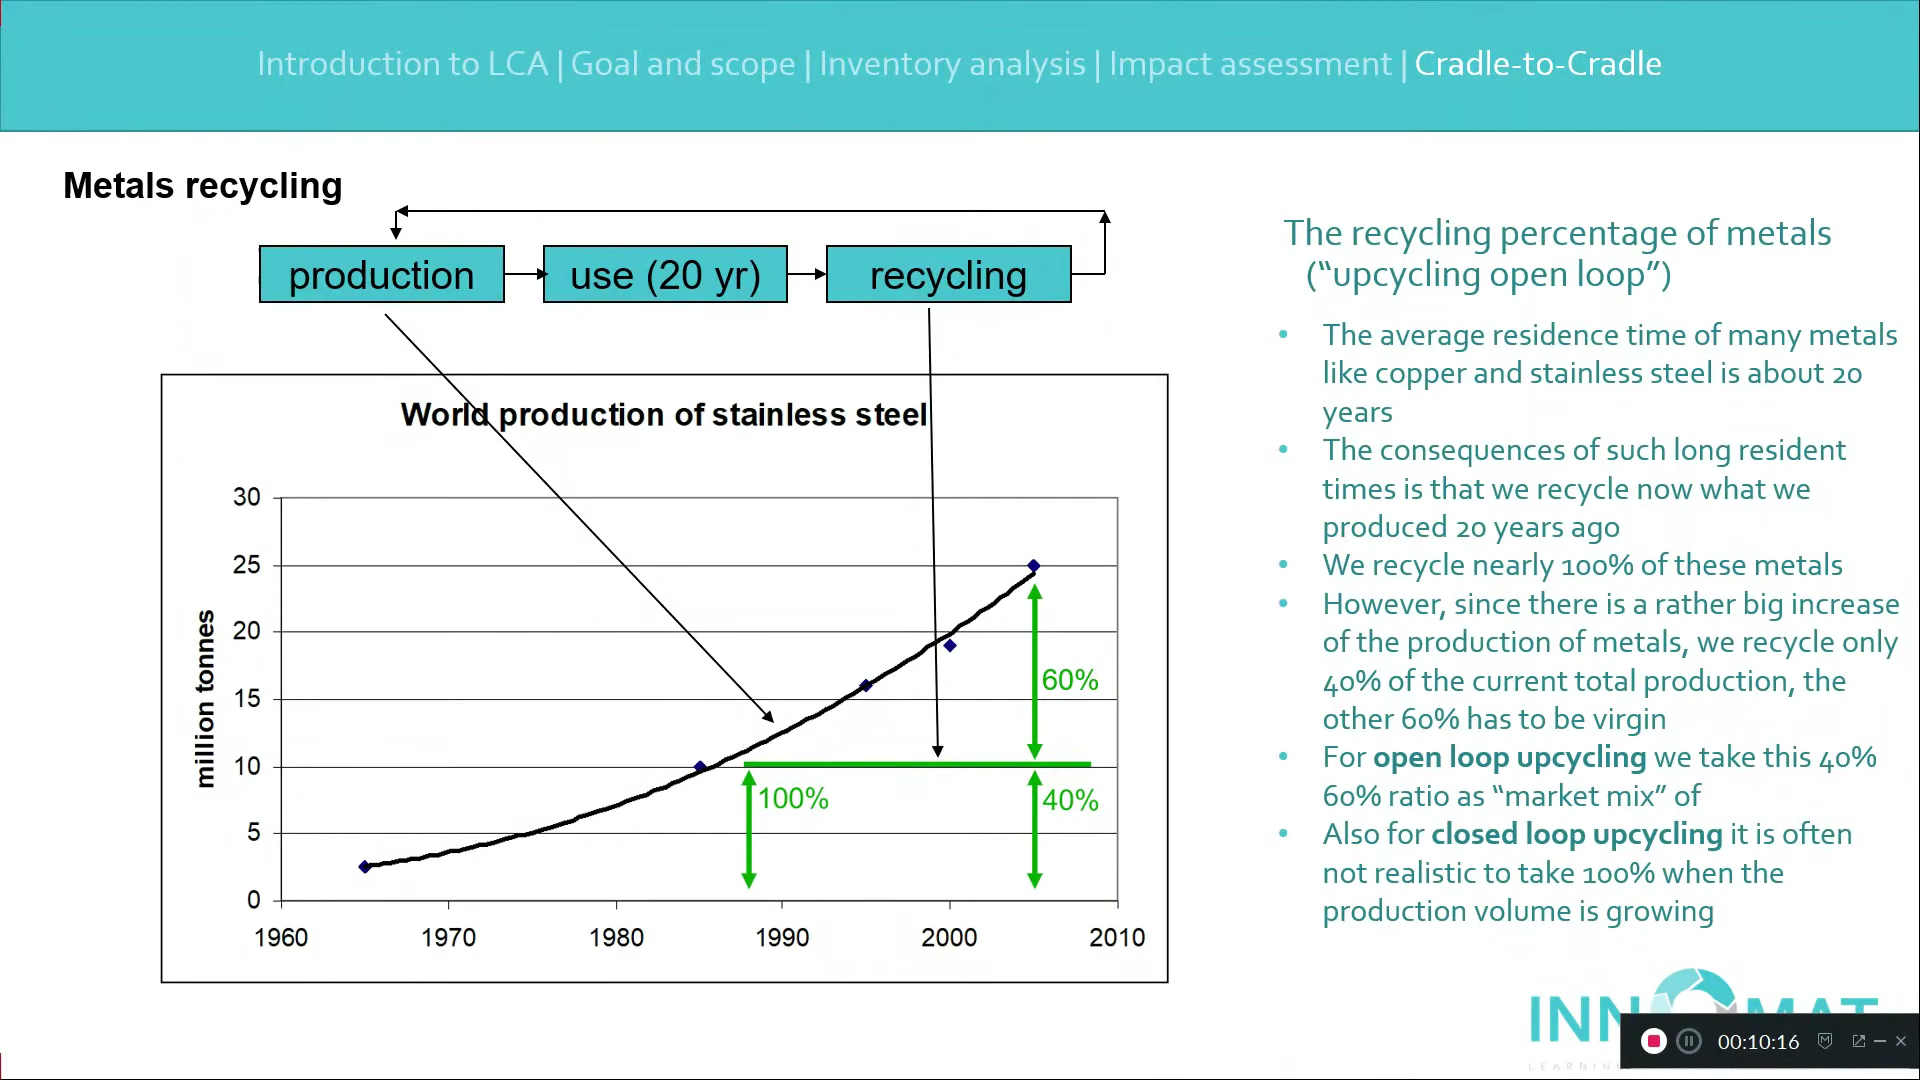 Introduction to LCA | Goal and scope | Inventory analysis | Impact assessment | Cradle-to-Cradle
Metals recycling
production
use (20 yr)
recycling
World production of stainless steel
million tonnes
30
25
20
15
10
5
0
1960
1970
1980
1990
2000
2010
100%
60%
40%
The recycling percentage of metals
(“upcycling open loop”)
• The average residence time of many metals
like copper and stainless steel is about 20
years
• The consequences of such long resident
times is that we recycle now what we
produced 20 years ago
• We recycle nearly 100% of these metals
• However, since there is a rather big increase
of the production of metals, we recycle only
40% of the current total production, the
other 60% has to be virgin
• For open loop upcycling we take this 40%
60% ratio as “market mix” of
• Also for closed loop upcycling it is often
not realistic to take 100% when the
production volume is growing
00:10:16